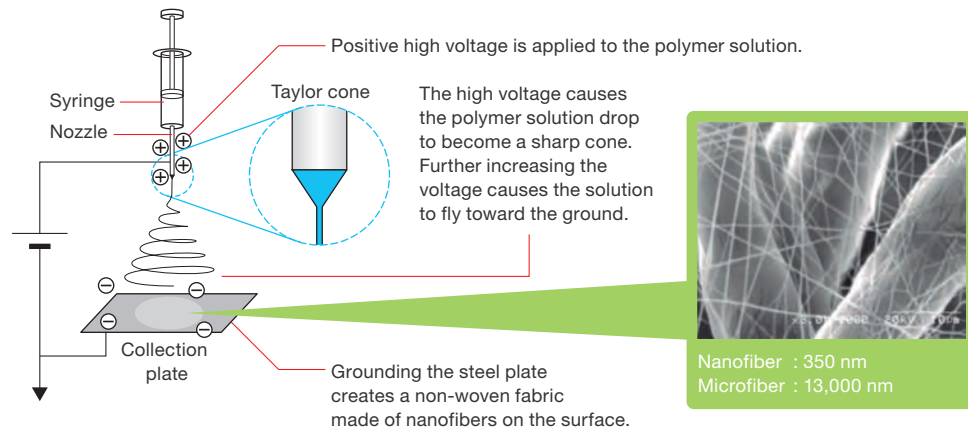 Positive high voltage is applied to the polymer solution.
Syringe
Nozzle
Taylor cone
The high voltage causes
the polymer solution drop
to become a sharp cone.
Further increasing the
voltage causes the solution
to fly toward the ground.
Collection
plate
Grounding the steel plate
creates a non-woven fabric
made of nanofibers on the surface.
20kV 10µm
Nanofiber : 350 nm
Microfiber : 13,000 nm